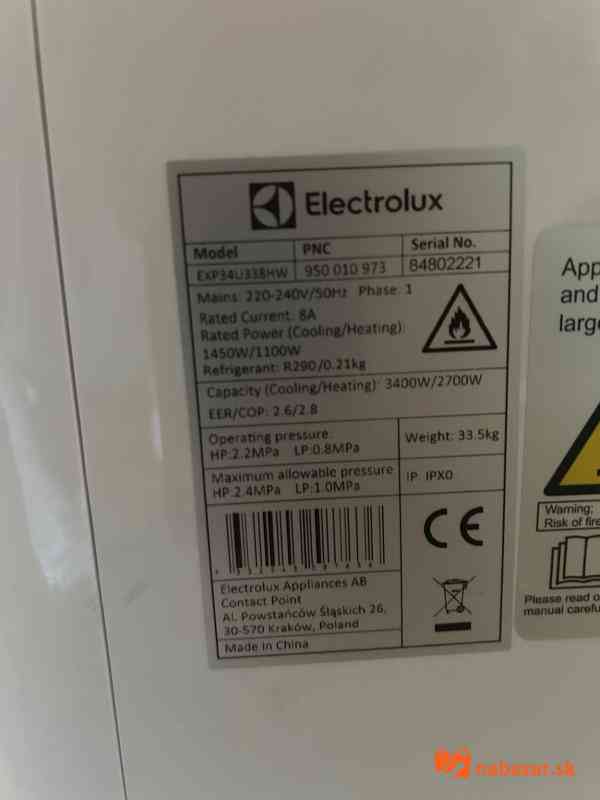 Electrolux
Model PNC Serial No.
EXP34U338HW 950 010 973 84802221
Mains: 220-240V/50Hz Phase: 1
Rated Current: 8A
Rated Power (Cooling/Heating):
1450W/1100W
Refrigerant: R290/0.21kg
Capacity (Cooling/Heating): 3400W/2700W
EER/COP: 2.6/2.8
Operating pressure:
HP:2.2MPa LP:0.8MPa
Weight: 33.5kg
Maximum allowable pressure
HP:2.4MPa LP:1.0MPa
IP IPX0
CE
Electrolux Appliances AB
Contact Point
Al. Powstańców Śląskich 26,
30-570 Kraków, Poland
Made in China
App
and
large
Warning;
Risk of fire
Please read o
manual carefu
nabazar.sk